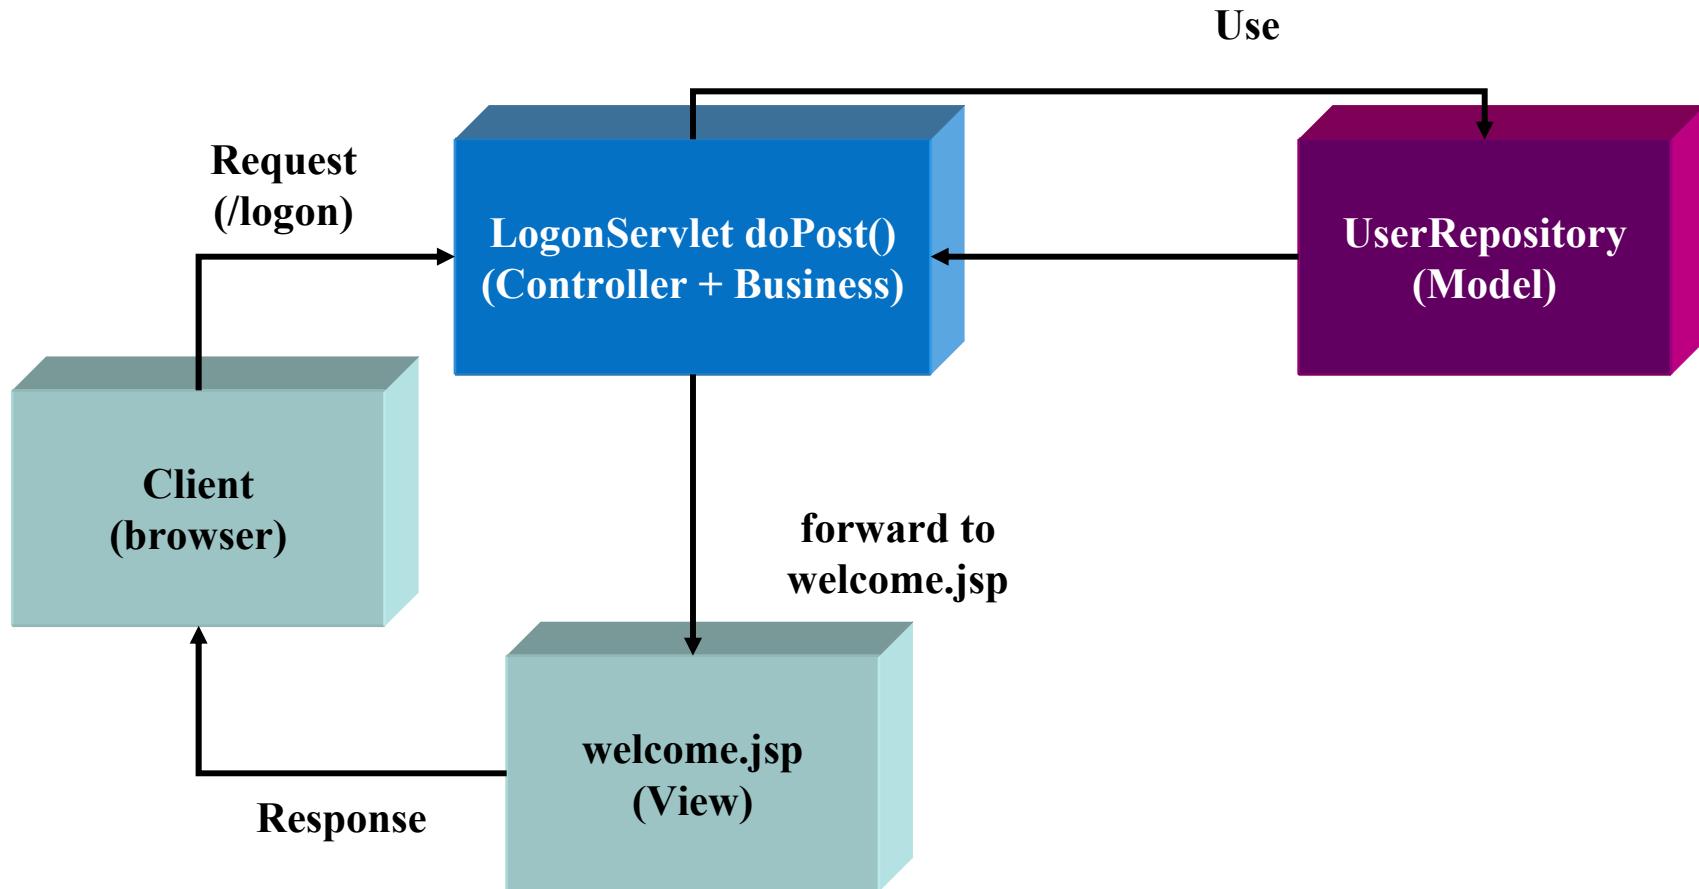 Use
Request
(/logon)
LogonServlet doPost()
(Controller + Business)
UserRepository
(Model)
Client
(browser)
forward to
welcome.jsp
welcome.jsp
(View)
Response